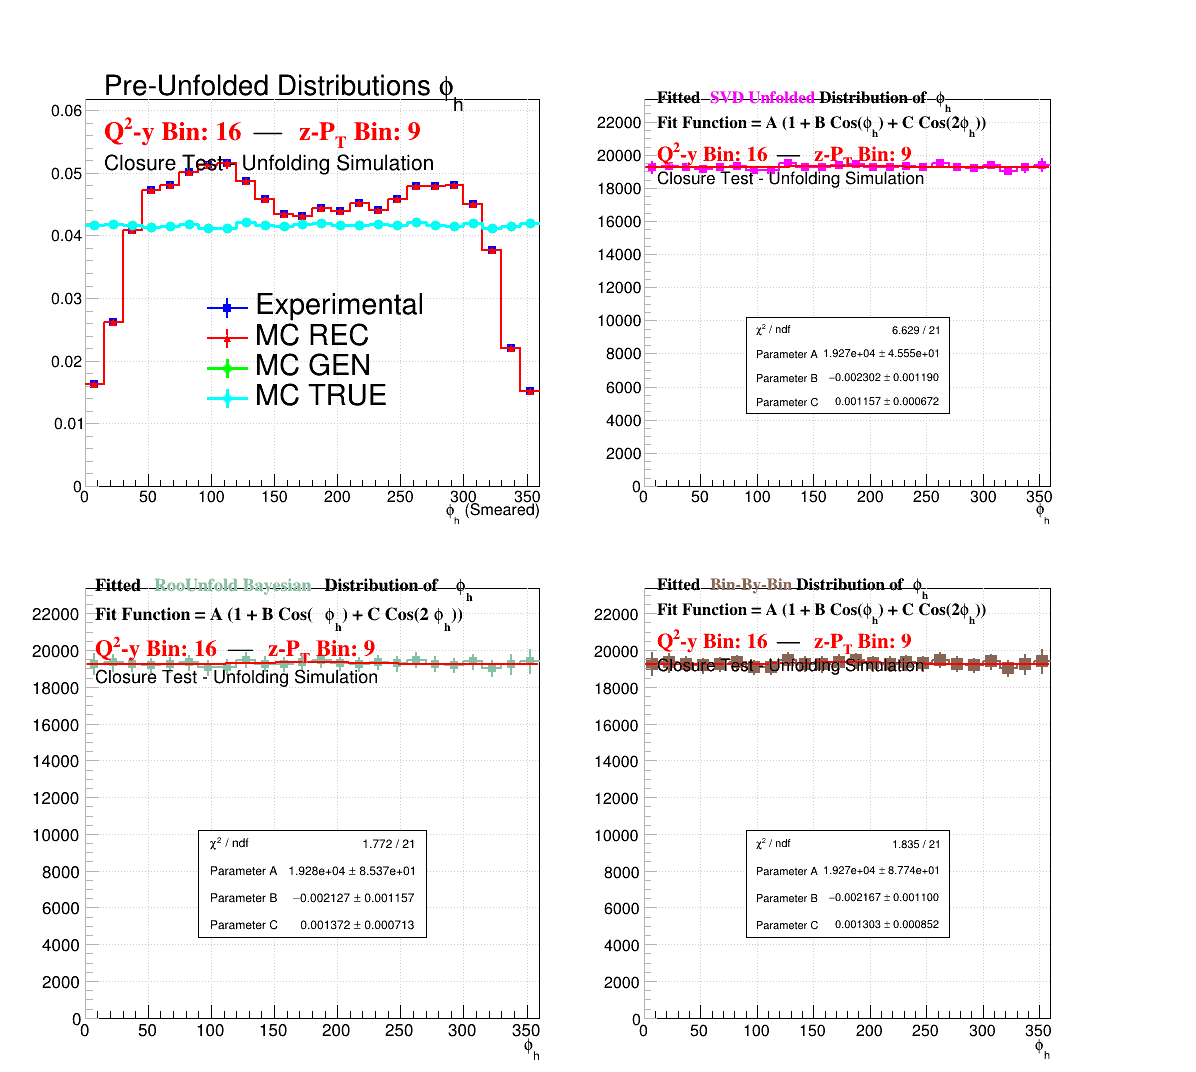 Pre-Unfolded Distributions ϕh
Q2-y Bin: 16 — z-PT Bin: 9
Closure Test - Unfolding Simulation
0.06
0.05
0.04
0.03
0.02
0.01
0
Experimental
MC REC
MC GEN
MC TRUE
0 50 100 150 200 250 300 350
ϕh (Smeared)
Fitted SVD Unfolded Distribution of ϕh
Fit Function = A (1 + B Cos(ϕh) + C Cos(2ϕh))
Q2-y Bin: 16 — z-PT Bin: 9
Closure Test - Unfolding Simulation
22000
20000
18000
16000
14000
12000
10000
8000
6000
4000
2000
0
χ2 / ndf 6.629 / 21
Parameter A 1.927e+04 ± 4.555e+01
Parameter B −0.002302 ± 0.001190
Parameter C 0.001157 ± 0.000672
0 50 100 150 200 250 300 350
ϕh
Fitted RooUnfold Bayesian Distribution of ϕh
Fit Function = A (1 + B Cos( ϕh) + C Cos(2 ϕh))
Q2-y Bin: 16 — z-PT Bin: 9
Closure Test - Unfolding Simulation
22000
20000
18000
16000
14000
12000
10000
8000
6000
4000
2000
0
χ2 / ndf 1.772 / 21
Parameter A 1.928e+04 ± 8.537e+01
Parameter B −0.002127 ± 0.001157
Parameter C 0.001372 ± 0.000713
0 50 100 150 200 250 300 350
ϕh
Fitted Bin-By-Bin Distribution of ϕh
Fit Function = A (1 + B Cos(ϕh) + C Cos(2ϕh))
Q2-y Bin: 16 — z-PT Bin: 9
Closure Test - Unfolding Simulation
22000
20000
18000
16000
14000
12000
10000
8000
6000
4000
2000
0
χ2 / ndf 1.835 / 21
Parameter A 1.927e+04 ± 8.774e+01
Parameter B −0.002167 ± 0.001100
Parameter C 0.001303 ± 0.000852
0 50 100 150 200 250 300 350
ϕh